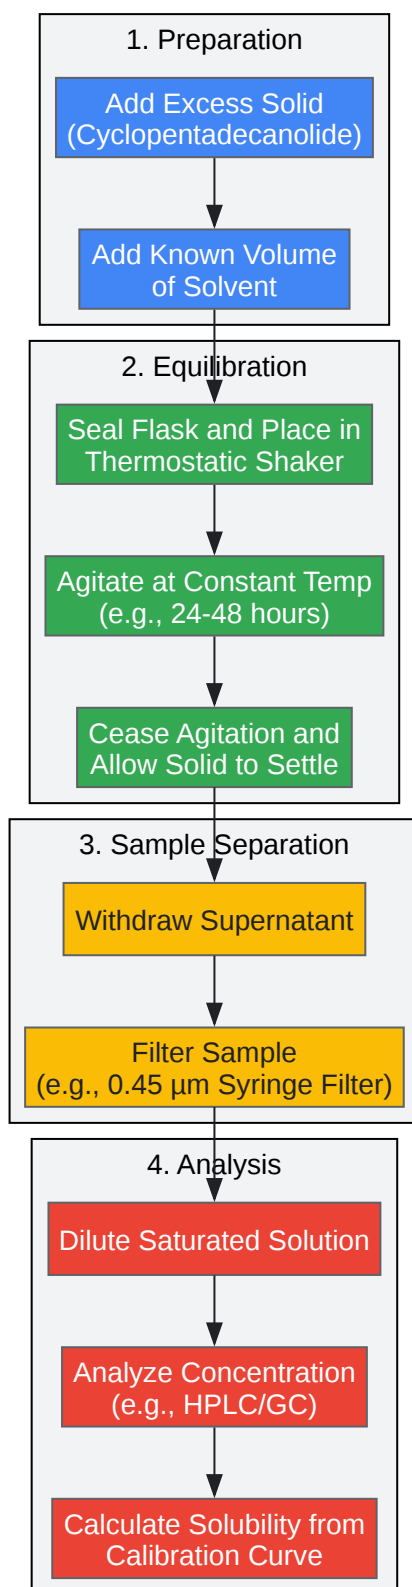 1. Preparation
Add Excess Solid
(Cyclopentadecanolide)
Add Known Volume
of Solvent
2. Equilibration
Seal Flask and Place in
Thermostatic Shaker
Agitate at Constant Temp
(e.g., 24-48 hours)
Cease Agitation and
Allow Solid to Settle
3. Sample Separation
Withdraw Supernatant
Filter Sample
(e.g., 0.45 µm Syringe Filter)
4. Analysis
Dilute Saturated Solution
Analyze Concentration
(e.g., HPLC/GC)
Calculate Solubility from
Calibration Curve